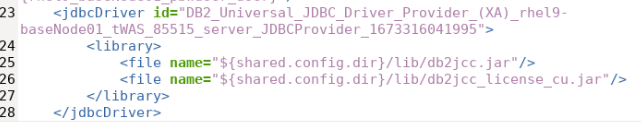 23 <jdbcDriver id="DB2_Universal_JDBC_Driver_Provider_(XA)_rhel9-
baseNode01_tWAS_85515_server_JDBCProvider_1673316041995">
24 <library>
25 <file name="${shared.config.dir}/lib/db2jcc.jar"/>
26 <file name="${shared.config.dir}/lib/db2jcc_license_cu.jar"/>
27 </library>
28 </jdbcDriver>